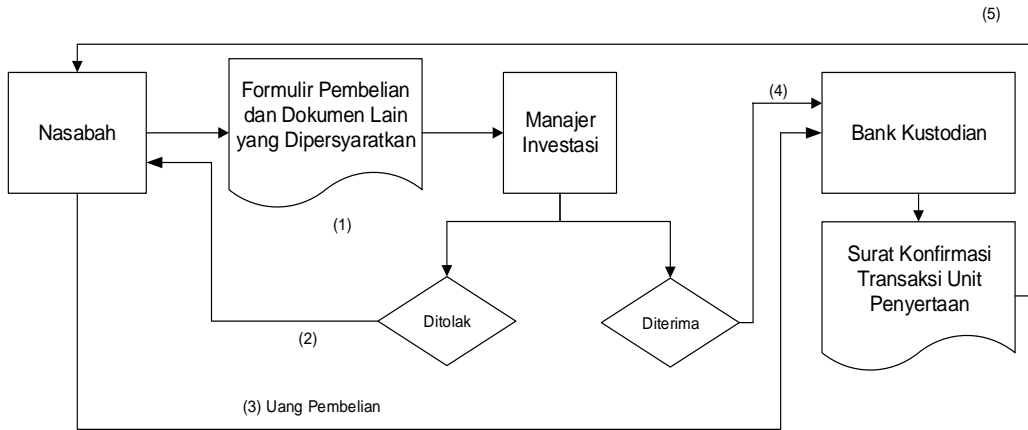 (5)
Nasabah
Formulir Pembelian
dan Dokumen Lain
yang Dipersyaratkan
(1)
Manajer
Investasi
(4)
Bank Kustodian
Surat Konfirmasi
Transaksi Unit
Penyertaan
Ditolak
Diterima
(2)
(3) Uang Pembelian